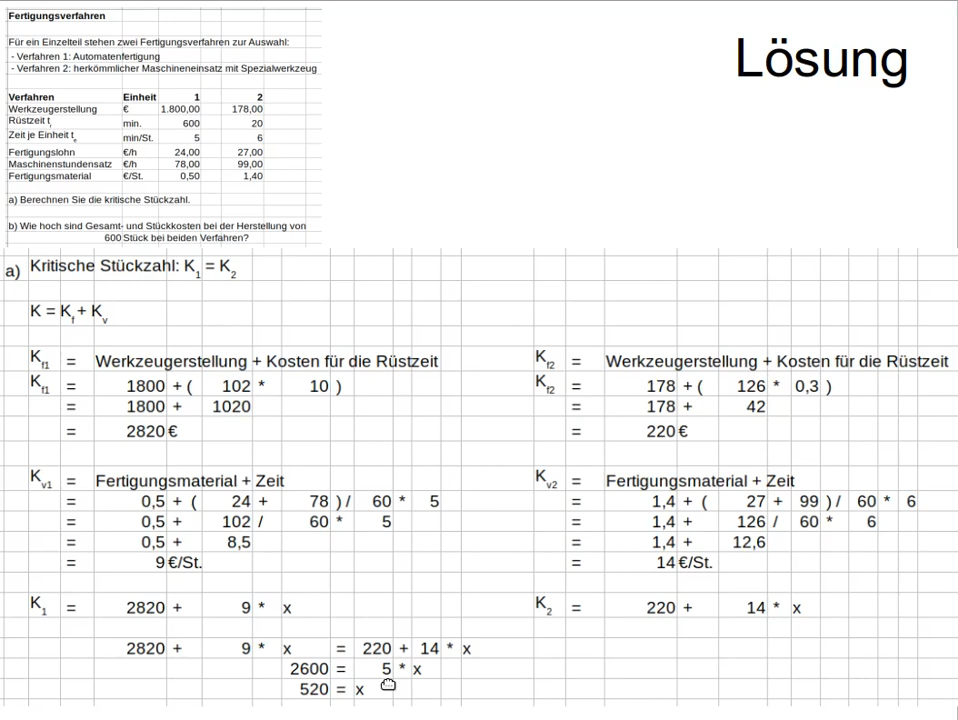 Fertigungsverfahren
Lösung
Für ein Einzelteil stehen zwei Fertigungsverfahren zur Auswahl:
- Verfahren 1: Automatenfertigung
- Verfahren 2: herkömmlicher Maschineneinsatz mit Spezialwerkzeug
Verfahren Einheit 1 2
Werkzeugerstellung € 1.800,00 178,00
Rüstzeit tr min. 600 20
Zeit je Einheit te min/St. 5 6
Fertigungslohn €/h 24,00 27,00
Maschinenstundensatz €/h 78,00 99,00
Fertigungsmaterial €/St. 0,50 1,40
a) Berechnen Sie die kritische Stückzahl.
b) Wie hoch sind Gesamt- und Stückkosten bei der Herstellung von
600 Stück bei beiden Verfahren?
a) Kritische Stückzahl: K1 = K2
K = Kf + Kv
Kf1 = Werkzeugerstellung + Kosten für die Rüstzeit Kf2 = Werkzeugerstellung + Kosten für die Rüstzeit
Kf1 = 1800 + ( 102 * 10 ) Kf2 = 178 + ( 126 * 0,3 )
= 1800 + 1020 = 178 + 42
= 2820 € = 220 €
Kv1 = Fertigungsmaterial + Zeit Kv2 = Fertigungsmaterial + Zeit
= 0,5 + ( 24 + 78 ) / 60 * 5 = 1,4 + ( 27 + 99 ) / 60 * 6
= 0,5 + 102 / 60 * 5 = 1,4 + 126 / 60 * 6
= 0,5 + 8,5 = 1,4 + 12,6
= 9 €/St. = 14 €/St.
K1 = 2820 + 9 * x K2 = 220 + 14 * x
2820 + 9 * x = 220 + 14 * x
2600 = 5 * x
520 = x